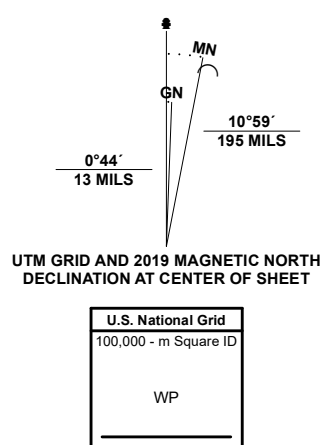 MN
GN
10°59´
195 MILS
0°44´
13 MILS
UTM GRID AND 2019 MAGNETIC NORTH
DECLINATION AT CENTER OF SHEET
U.S. National Grid
100,000 - m Square ID
WP